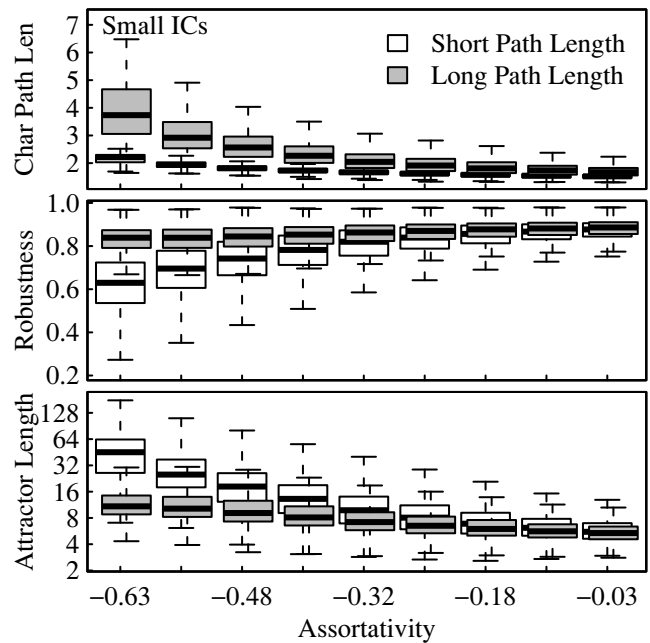 Small ICs
Short Path Length
Long Path Length
Char Path Len
7
6
5
4
3
2
Robustness
1.0
0.8
0.6
0.4
0.2
Attractor Length
128
64
32
16
8
4
2
−0.63 −0.48 −0.32 −0.18 −0.03
Assortativity